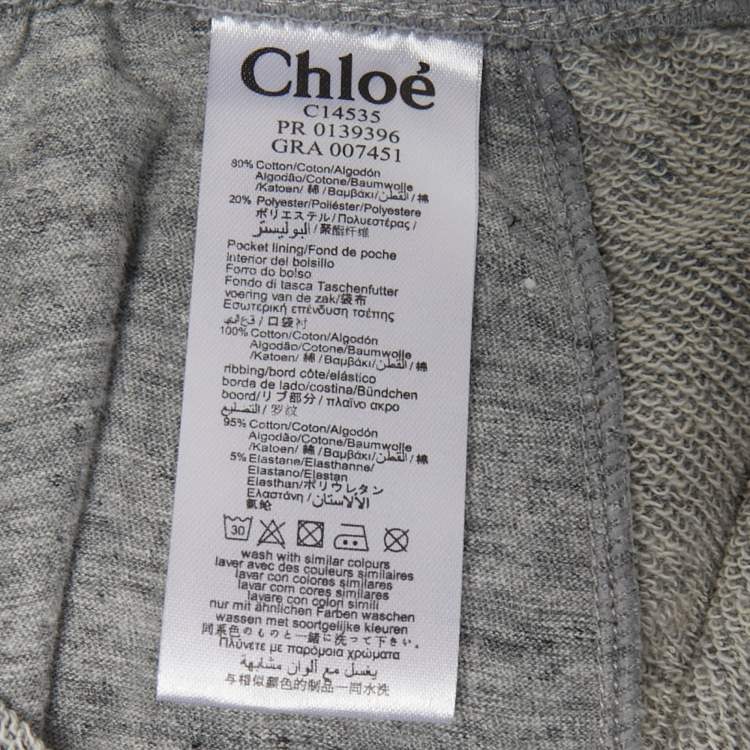 Chloé
C14535
PR 0139396
GRA 007451
80% Cotton/Coton/Algodón
Algodão/Cotone/Baumwolle
/Katoen/ 綿 /Βαμβάκι/القطن/棉
20% Polyester/Poliéster/Polyestere
ポリエステル/Πολυεστέρας/
البوليستر/聚酯纤维
Pocket lining/Fond de poche
interior del bolsillo
Forro do bolso
Fondo di tasca Taschenfutter
voering van de zak/袋布
Εσωτερική επένδυση τσέπης
/口袋衬
100% Cotton/Coton/Algodón
Algodão/Cotone/Baumwolle
/Katoen/ 綿 /Βαμβάκι/القطن/棉
ribbing/bord côte/elástico
borda de lado/costina/Bündchen
boord/リブ部分/πλαϊνο ακρο
التضليع/罗纹
95% Cotton/Coton/Algodón
Algodão/Cotone/Baumwolle
/Katoen/ 綿 /Βαμβάκι/القطن/棉
5% Elastane/Elasthanne/
Elastano/Elastan
Elasthan/ポリウレタン
Ελαστάνη/الألاستان/
氨纶
30
wash with similar colours
laver avec des couleurs similaires
lavar con colores similares
lavar com cores similares
lavare con colori simili
nur mit ähnlichen Farben waschen
wassen met soortgelijke kleuren
同系色のものと一緒に洗って下さい。
Πλύνετε με παρόμοια χρώματα
يغسل مع ألوان مشابهة
与相似颜色的制品一同水洗